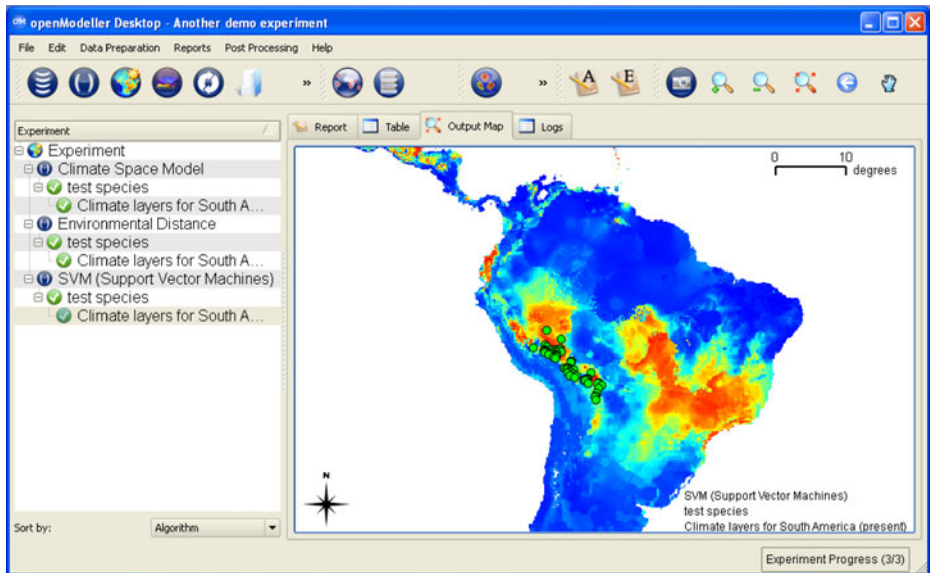 openModeller Desktop - Another demo experiment
File Edit Data Preparation Reports Post Processing Help
» » A E
Experiment
Report Table Output Map Logs
Experiment
Climate Space Model
test species
Climate layers for South A...
Environmental Distance
test species
Climate layers for South A...
SVM (Support Vector Machines)
test species
Climate layers for South A...
0 10
degrees
N
SVM (Support Vector Machines)
test species
Climate layers for South America (present)
Sort by: Algorithm
Experiment Progress (3/3)